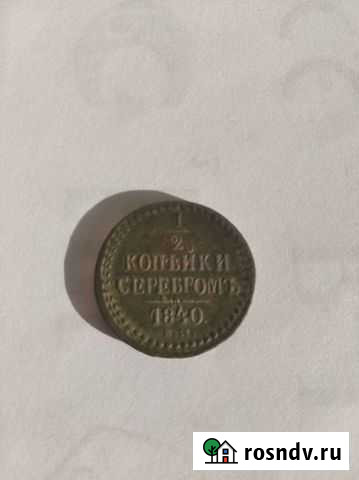 1
2
КОПѢЙКИ
СЕРЕБРОМЪ
1840.
rosndv.ru